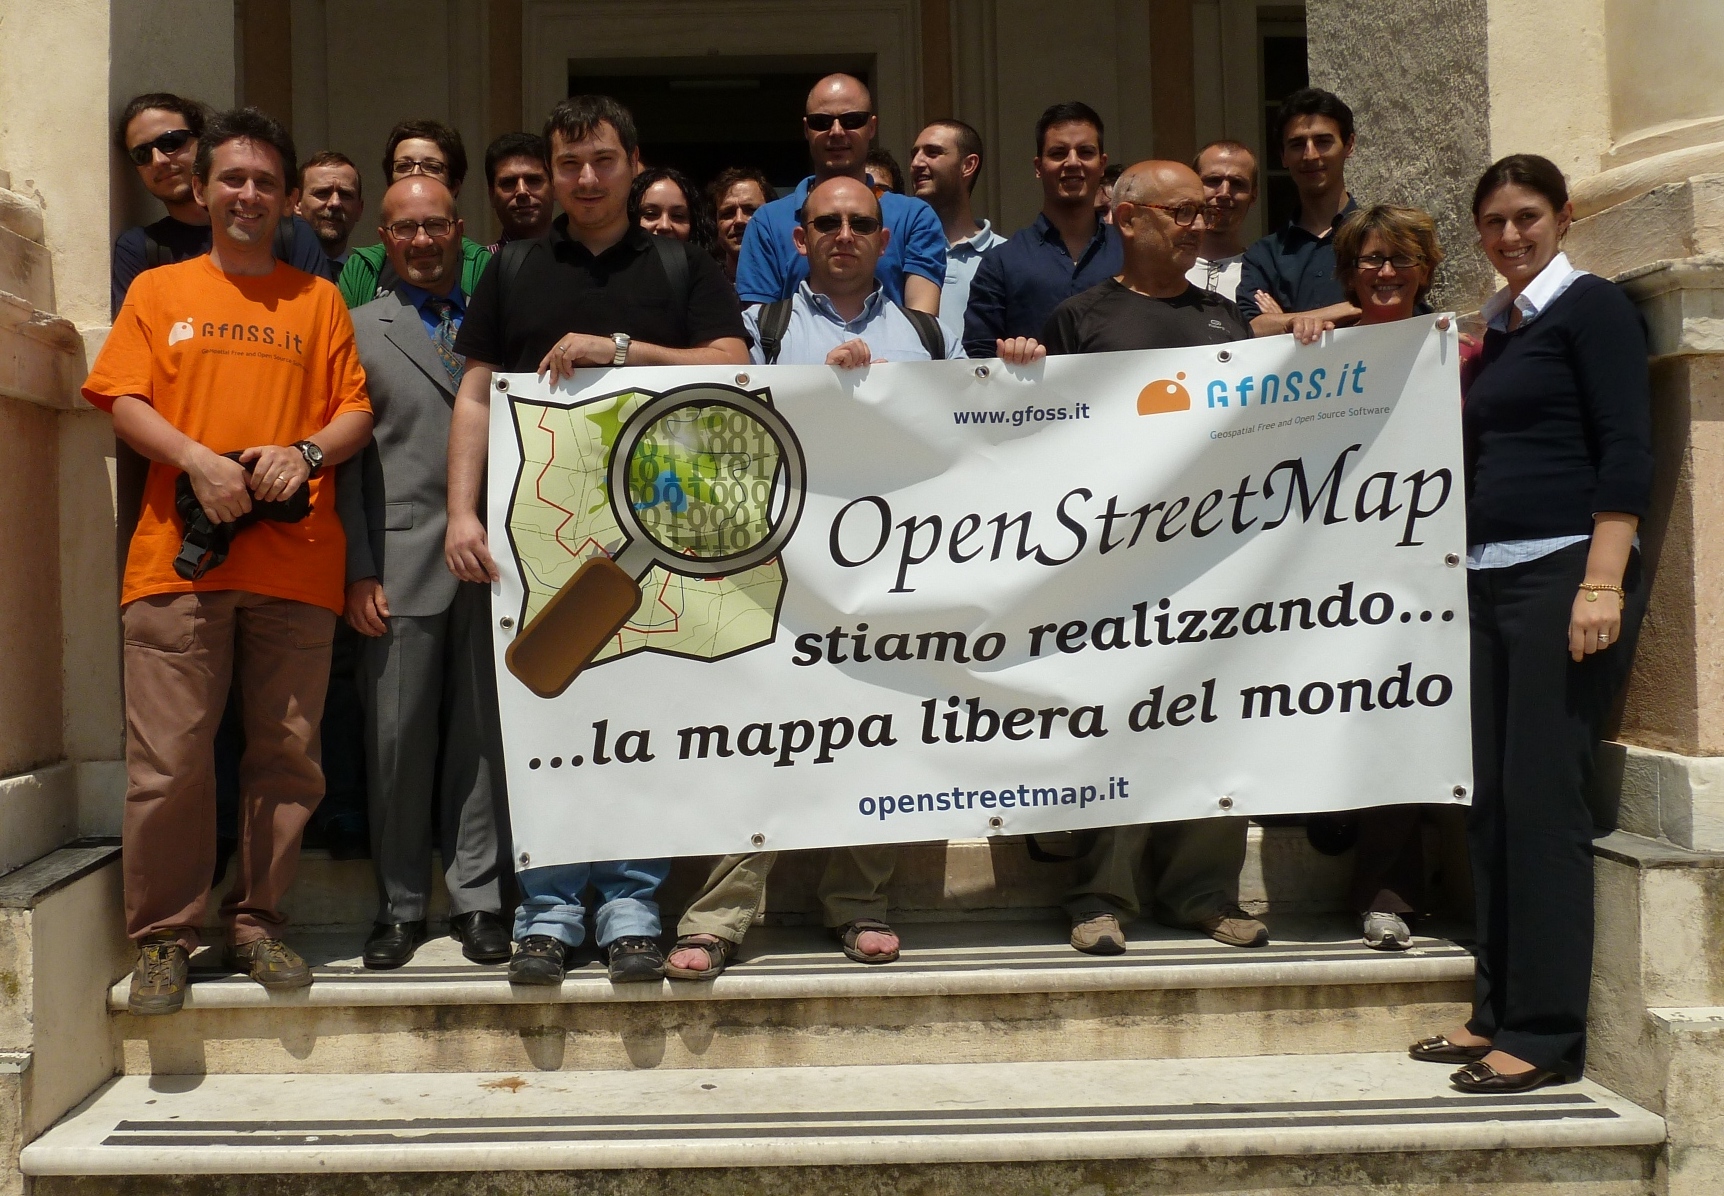 GfOSS.it
Geospatial Free and Open Source
www.gfoss.it
GfOSS.it
Geospatial Free and Open Source Software
OpenStreetMap
stiamo realizzando...
...la mappa libera del mondo
openstreetmap.it